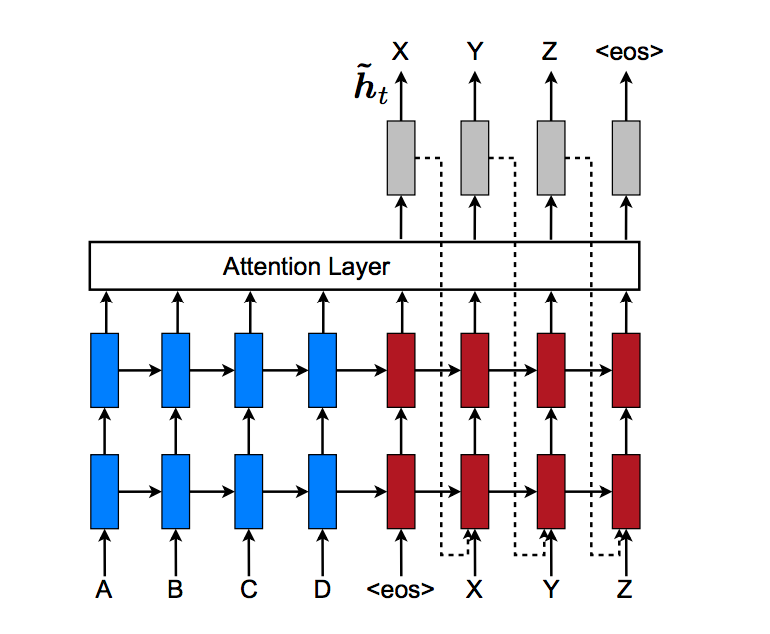 X Y Z <eos>
h̃t
Attention Layer
A B C D <eos> X Y Z